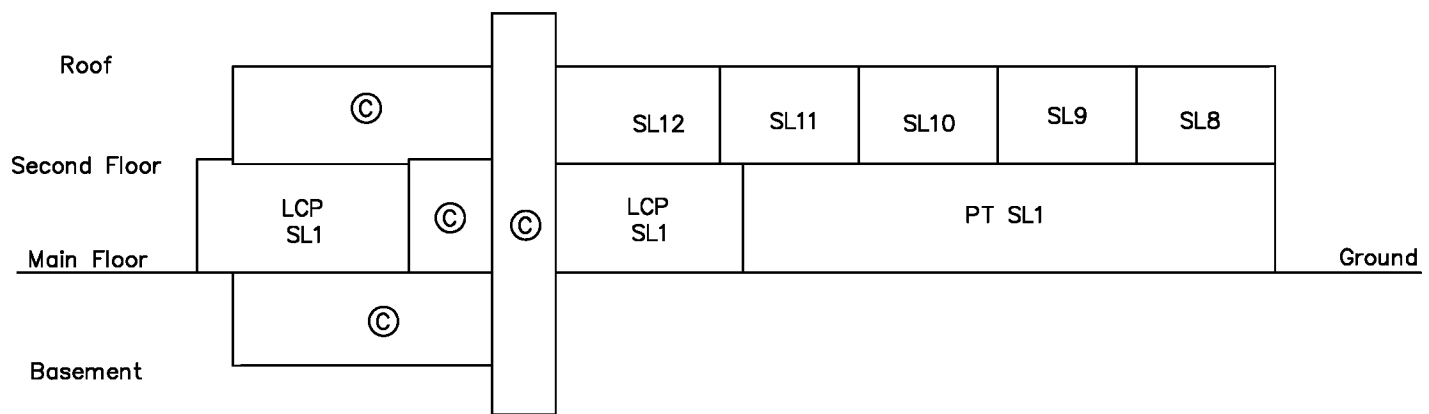 Roof
Ⓒ
SL12
SL11
SL10
SL9
SL8
Second Floor
LCP
SL1
Ⓒ
Ⓒ
LCP
SL1
PT SL1
Main Floor
Ground
Ⓒ
Basement